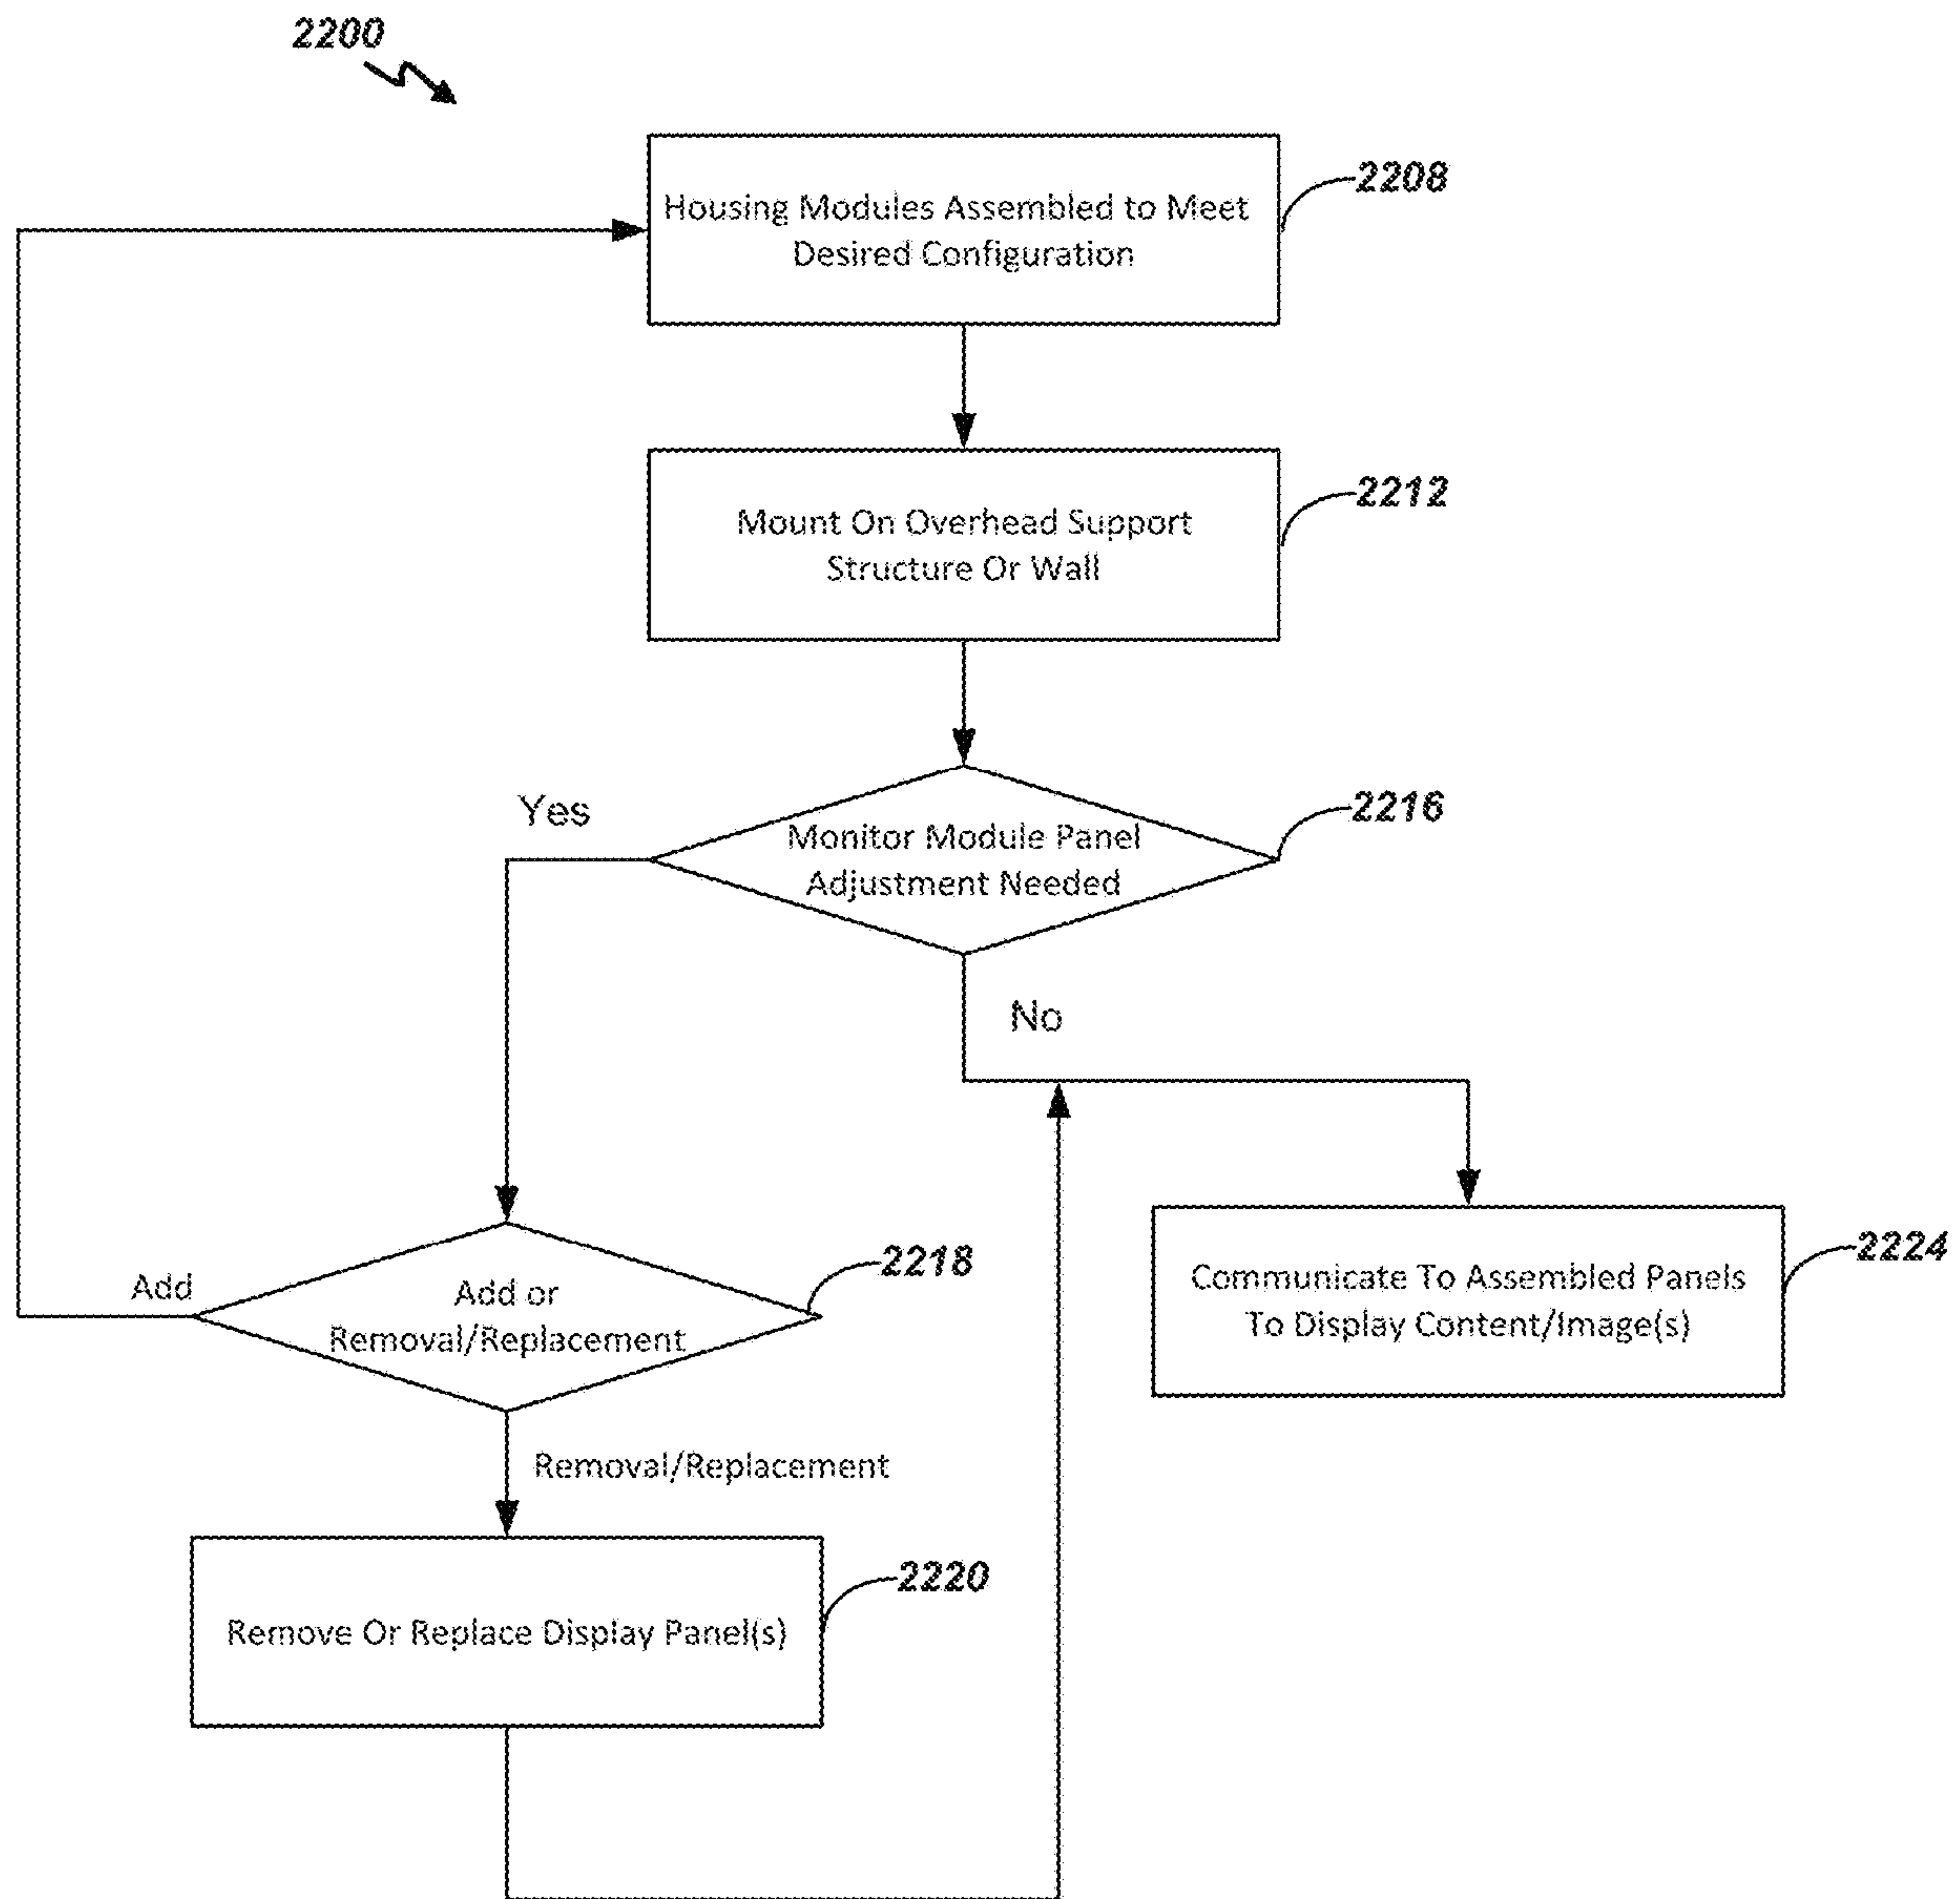 2200
Housing Modules Assembled to Meet
Desired Configuration
2208
Mount On Overhead Support
Structure Or Wall
2212
Yes
Monitor Module Panel
Adjustment Needed
2216
No
Add
Add or
Removal/Replacement
2218
Communicate To Assembled Panels
To Display Content/Image(s)
2224
Removal/Replacement
Remove Or Replace Display Panel(s)
2220